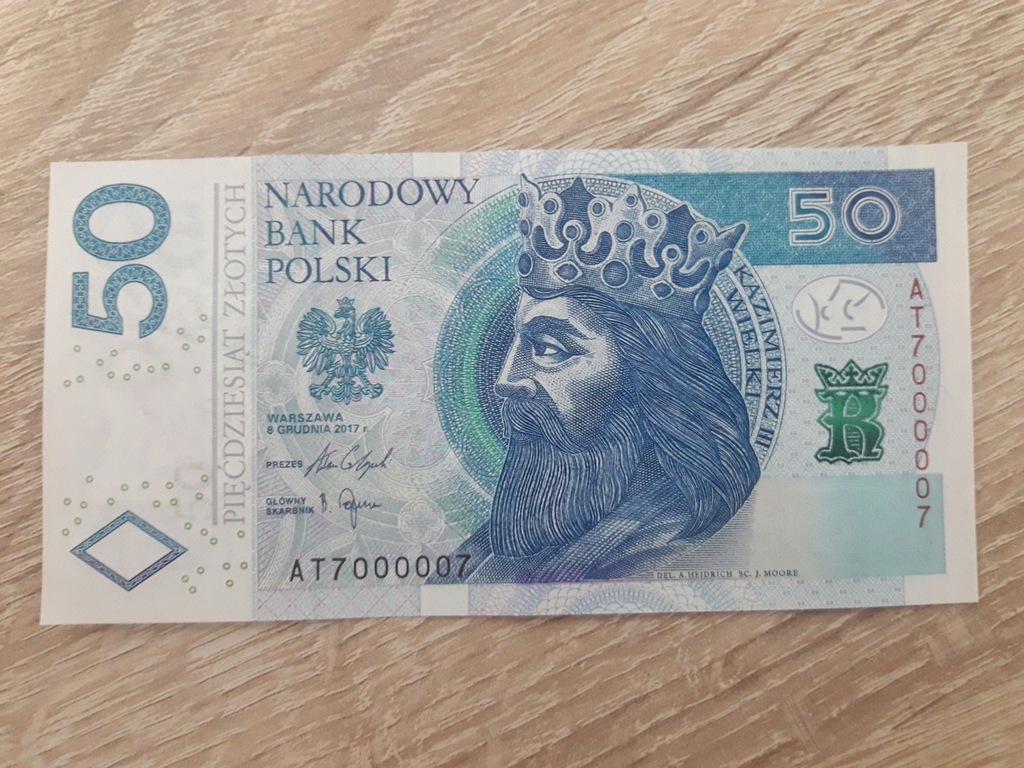 50
PIĘĆDZIESIĄT ZŁOTYCH
NARODOWY
BANK
POLSKI
WARSZAWA
8 GRUDNIA 2017 r.
PREZES
GŁÓWNY
SKARBNIK
AT7000007
50
KAZIMIERZ III
WIELKI
AT7000007
R
DEL. A. HEIDRICH SC. J. MOORE